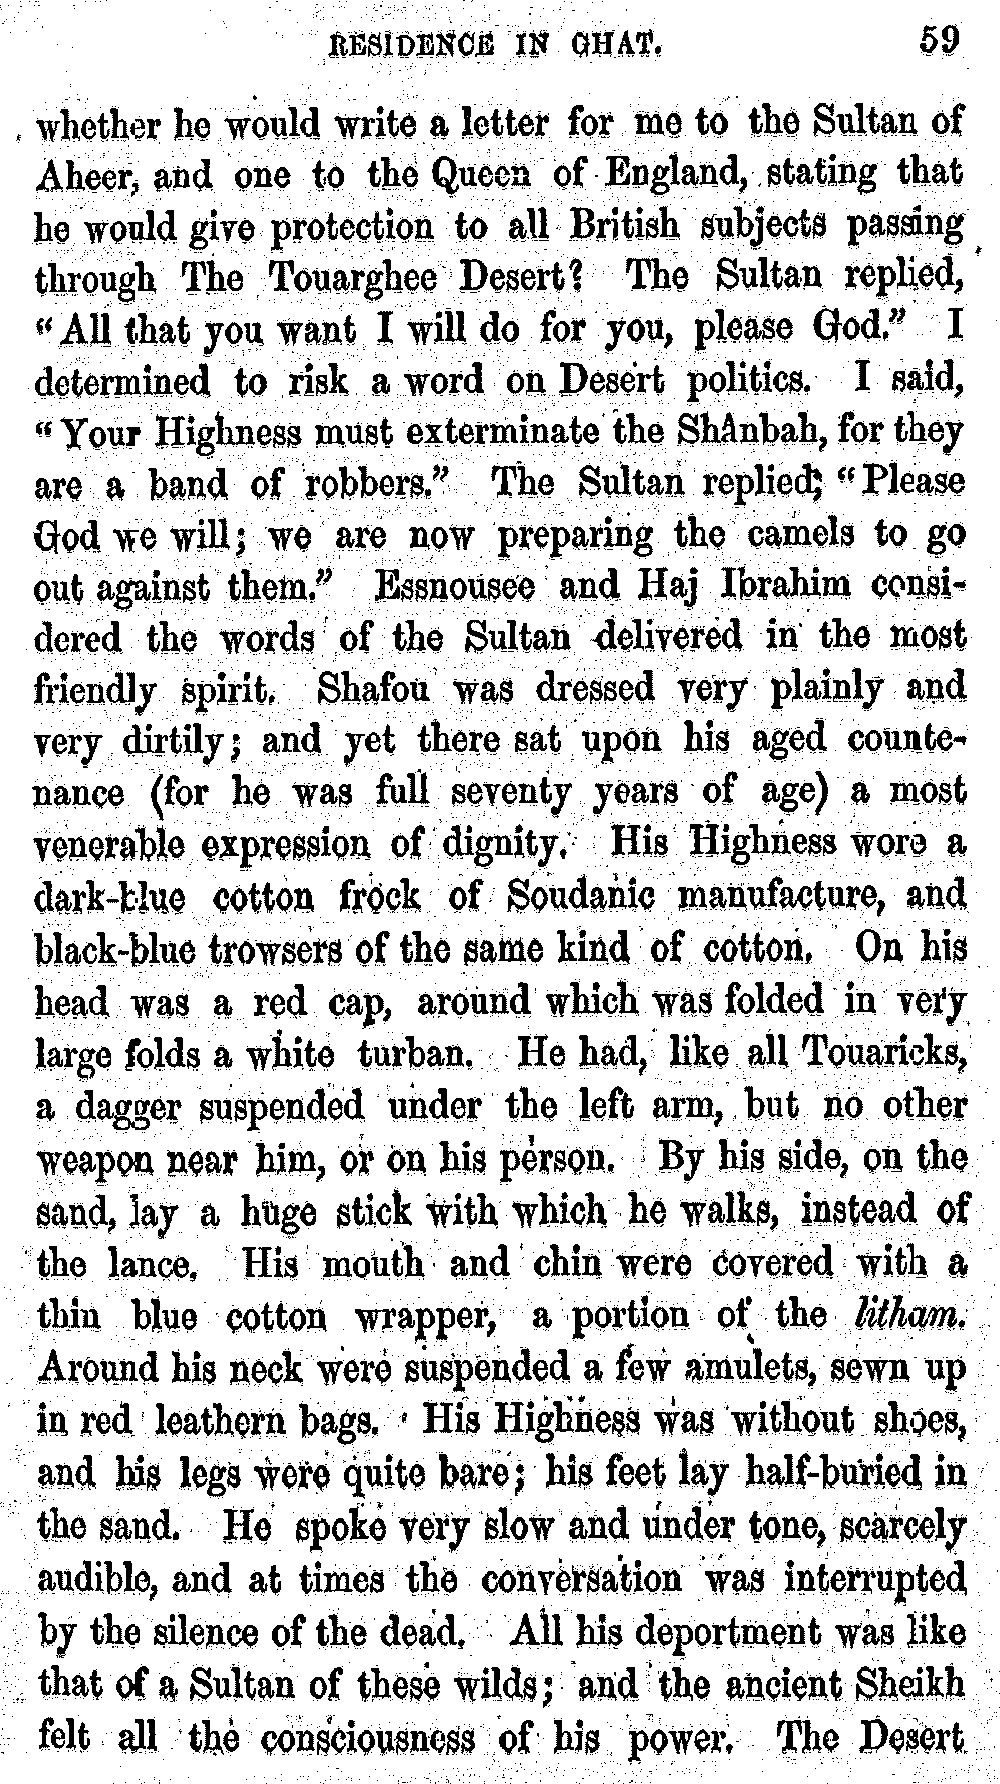 RESIDENCE IN GHAT. 59
whether he would write a letter for me to the Sultan of
Aheer, and one to the Queen of England, stating that
he would give protection to all British subjects passing
through The Touarghee Desert? The Sultan replied,
"All that you want I will do for you, please God." I
determined to risk a word on Desert politics. I said,
"Your Highness must exterminate the Shânbah, for they
are a band of robbers." The Sultan replied; "Please
God we will; we are now preparing the camels to go
out against them." Essnousee and Haj Ibrahim consi-
dered the words of the Sultan delivered in the most
friendly spirit. Shafou was dressed very plainly and
very dirtily; and yet there sat upon his aged counte-
nance (for he was full seventy years of age) a most
venerable expression of dignity. His Highness wore a
dark-blue cotton frock of Soudanic manufacture, and
black-blue trowsers of the same kind of cotton. On his
head was a red cap, around which was folded in very
large folds a white turban. He had, like all Touaricks,
a dagger suspended under the left arm, but no other
weapon near him, or on his person. By his side, on the
sand, lay a huge stick with which he walks, instead of
the lance. His mouth and chin were covered with a
thin blue cotton wrapper, a portion of the litham.
Around his neck were suspended a few amulets, sewn up
in red leathern bags. His Highness was without shoes,
and his legs were quite bare; his feet lay half-buried in
the sand. He spoke very slow and under tone, scarcely
audible, and at times the conversation was interrupted
by the silence of the dead. All his deportment was like
that of a Sultan of these wilds; and the ancient Sheikh
felt all the consciousness of his power. The Desert